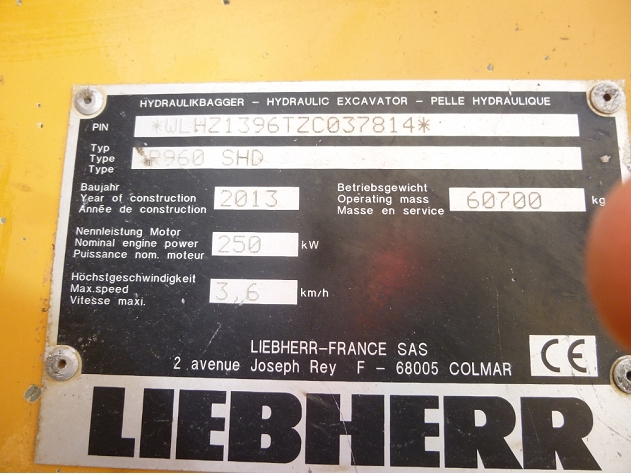 HYDRAULIKBAGGER – HYDRAULIC EXCAVATOR – PELLE HYDRAULIQUE
PIN *WLHZ1396TZC037814*
Typ
Type R960 SHD
Type
Baujahr
Year of construction 2013
Année de construction
Betriebsgewicht
Operating mass 60700 kg
Masse en service
Nennleistung Motor
Nominal engine power 250 kW
Puissance nom. moteur
Höchstgeschwindigkeit
Max.speed 3,6 km/h
Vitesse maxi.
LIEBHERR–FRANCE SAS
2 avenue Joseph Rey F – 68005 COLMAR
CE
LIEBHERR